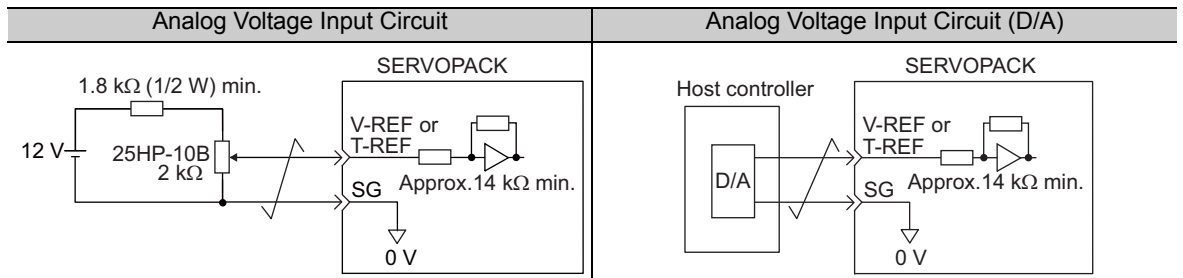 Analog Voltage Input Circuit
Analog Voltage Input Circuit (D/A)
SERVOPACK
1.8 kΩ (1/2 W) min.
12 V
25HP-10B
2 kΩ
V-REF or
T-REF
Approx.14 kΩ min.
SG
0 V
SERVOPACK
Host controller
D/A
V-REF or
T-REF
Approx.14 kΩ min.
SG
0 V